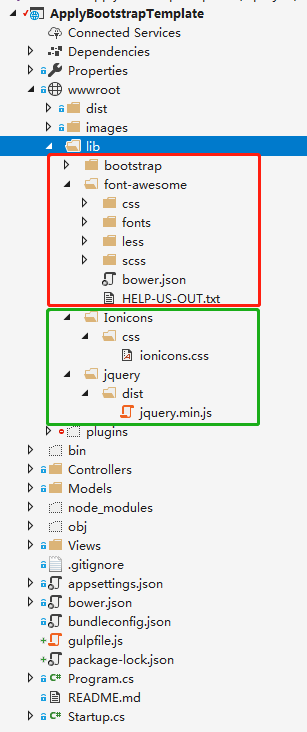 ApplyBootstrapTemplate
Connected Services
Dependencies
Properties
wwwroot
dist
images
lib
bootstrap
font-awesome
css
fonts
less
scss
bower.json
HELP-US-OUT.txt
Ionicons
css
ionicons.css
jquery
dist
jquery.min.js
plugins
bin
Controllers
Models
node_modules
obj
Views
.gitignore
appsettings.json
bower.json
bundleconfig.json
gulpfile.js
package-lock.json
C# Program.cs
README.md
C# Startup.cs